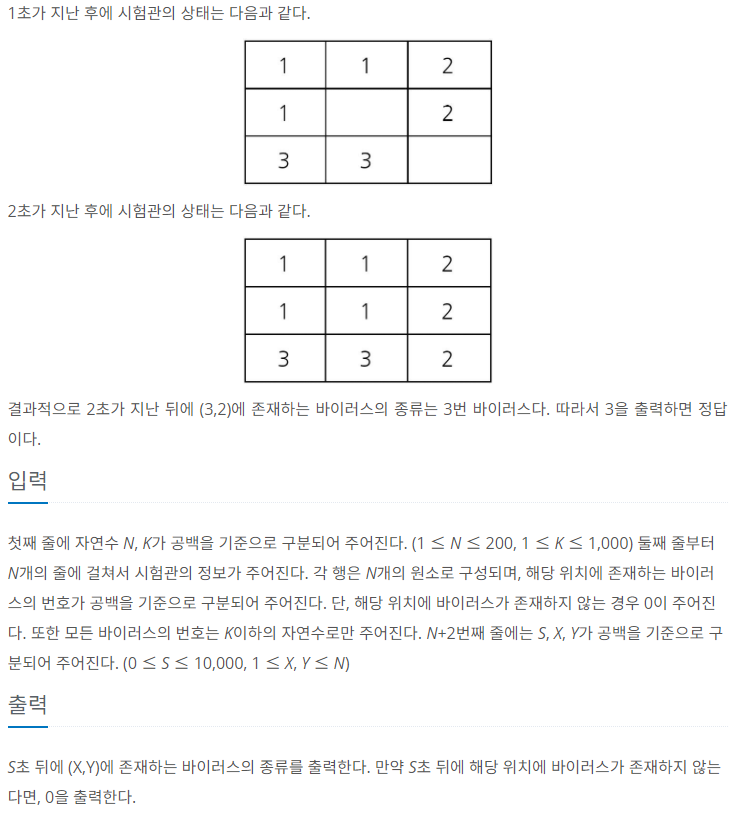 1초가 지난 후에 시험관의 상태는 다음과 같다.
1 1 2
1 2
3 3
2초가 지난 후에 시험관의 상태는 다음과 같다.
1 1 2
1 1 2
3 3 2
결과적으로 2초가 지난 뒤에 (3,2)에 존재하는 바이러스의 종류는 3번 바이러스다. 따라서 3을 출력하면 정답
이다.
입력
첫째 줄에 자연수 N, K가 공백을 기준으로 구분되어 주어진다. (1 ≤ N ≤ 200, 1 ≤ K ≤ 1,000) 둘째 줄부터
N개의 줄에 걸쳐서 시험관의 정보가 주어진다. 각 행은 N개의 원소로 구성되며, 해당 위치에 존재하는 바이러
스의 번호가 공백을 기준으로 구분되어 주어진다. 단, 해당 위치에 바이러스가 존재하지 않는 경우 0이 주어진
다. 또한 모든 바이러스의 번호는 K이하의 자연수로만 주어진다. N+2번째 줄에는 S, X, Y가 공백을 기준으로 구
분되어 주어진다. (0 ≤ S ≤ 10,000, 1 ≤ X, Y ≤ N)
출력
S초 뒤에 (X,Y)에 존재하는 바이러스의 종류를 출력한다. 만약 S초 뒤에 해당 위치에 바이러스가 존재하지 않는
다면, 0을 출력한다.